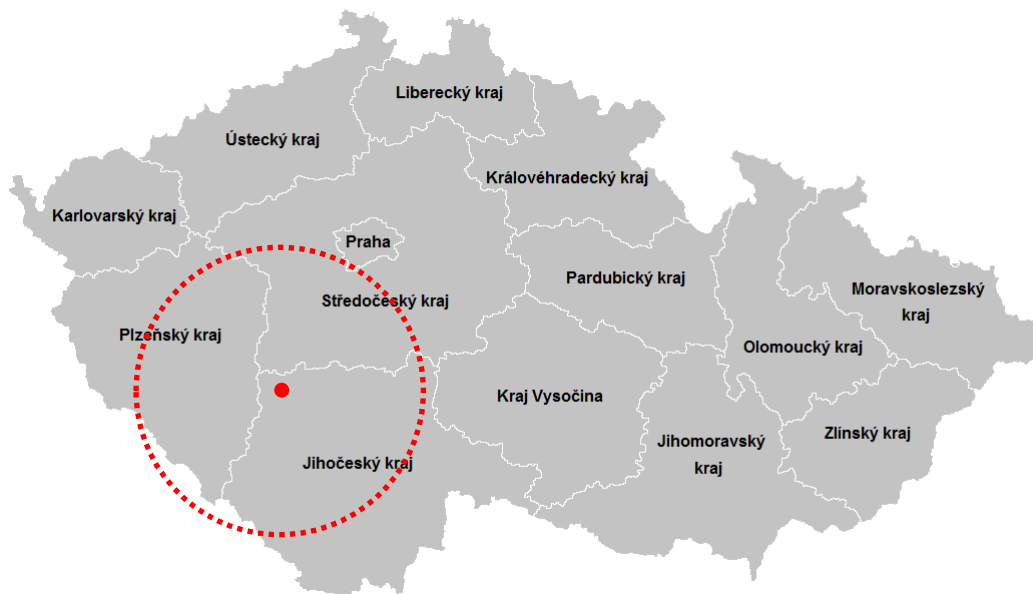 Liberecký kraj
Ústecký kraj
Královéhradecký kraj
Karlovarský kraj
Praha
Pardubický kraj
Moravskoslezský
kraj
Středočeský kraj
Plzeňský kraj
Olomoucký kraj
Kraj Vysočina
Zlínský kraj
Jihomoravský
kraj
Jihočeský kraj